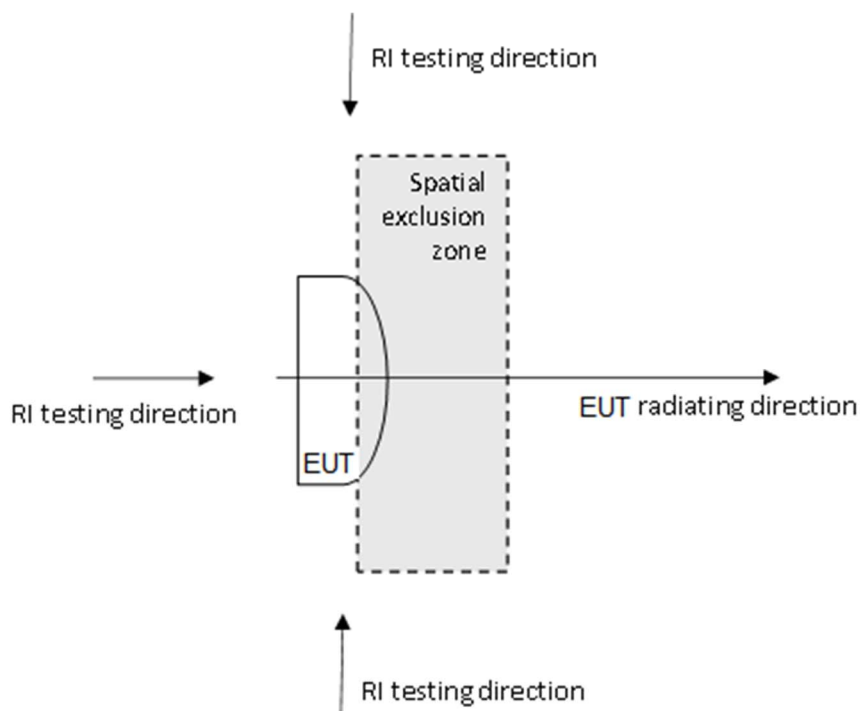 RI testing direction
Spatial
exclusion
zone
RI testing direction
EUT radiating direction
EUT
RI testing direction